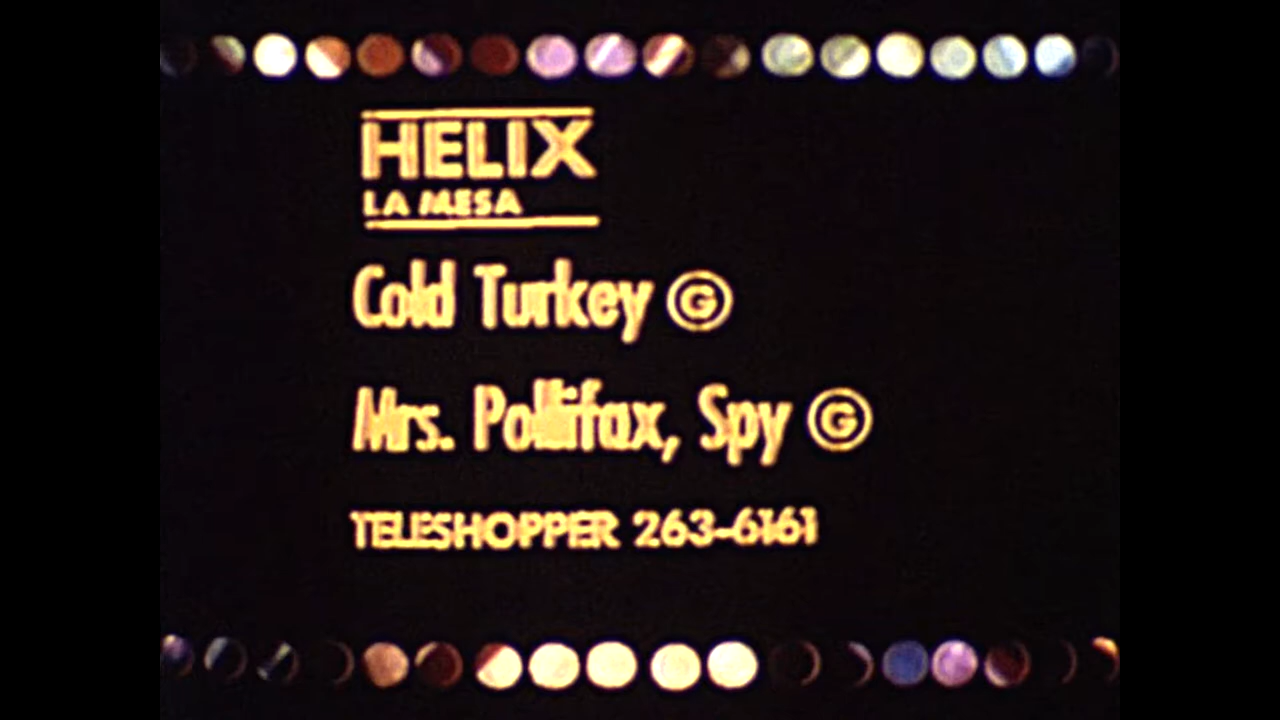 HELIX
LA MESA
Cold Turkey Ⓖ
Mrs. Pollifax, Spy Ⓖ
TELESHOPPER 263-6161